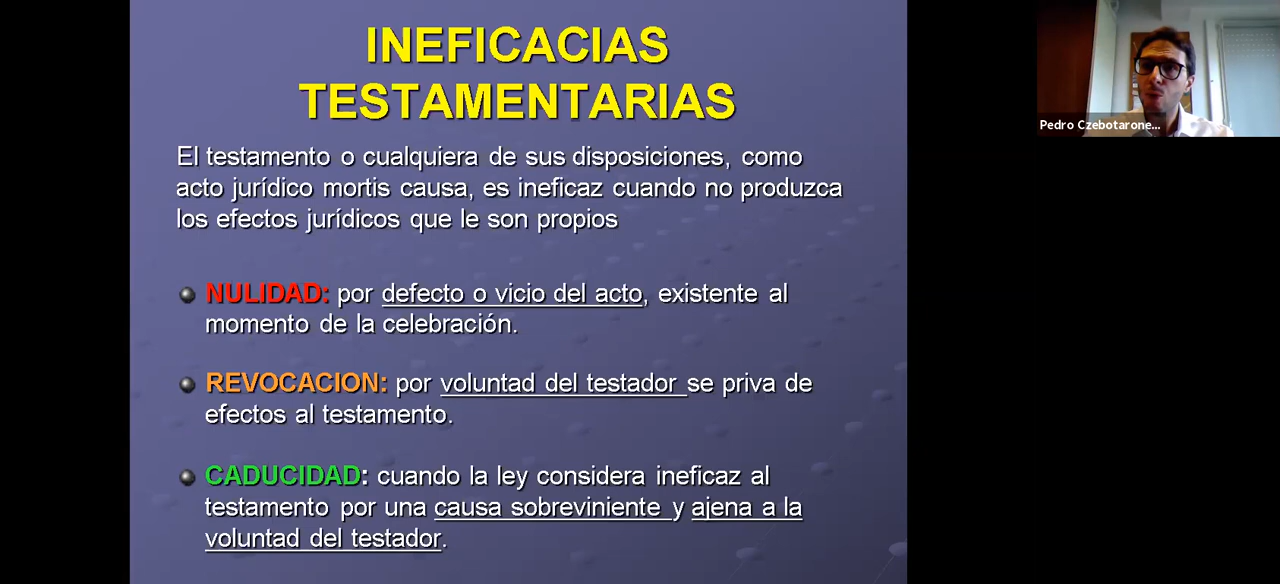 INEFICACIAS
TESTAMENTARIAS
El testamento o cualquiera de sus disposiciones, como
acto jurídico mortis causa, es ineficaz cuando no produzca
los efectos jurídicos que le son propios
NULIDAD: por defecto o vicio del acto, existente al
momento de la celebración.
REVOCACION: por voluntad del testador se priva de
efectos al testamento.
CADUCIDAD: cuando la ley considera ineficaz al
testamento por una causa sobreviniente y ajena a la
voluntad del testador.
Pedro Czebotarone...